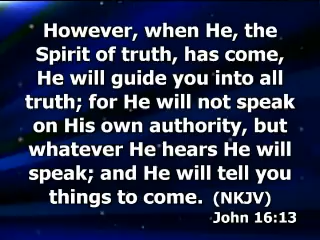 However, when He, the
Spirit of truth, has come,
He will guide you into all
truth; for He will not speak
on His own authority, but
whatever He hears He will
speak; and He will tell you
things to come. (NKJV)
John 16:13